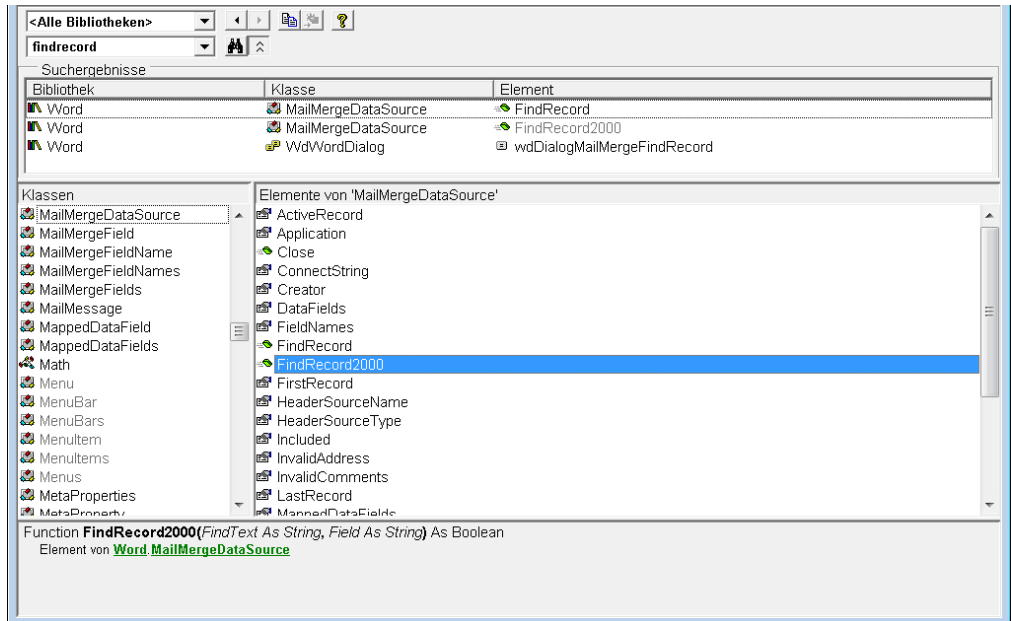 <Alle Bibliotheken>
findrecord
Suchergebnisse
Bibliothek Klasse Element
Word MailMergeDataSource FindRecord
Word MailMergeDataSource FindRecord2000
Word WdWordDialog wdDialogMailMergeFindRecord
Klassen
MailMergeDataSource
MailMergeField
MailMergeFieldName
MailMergeFieldNames
MailMergeFields
MailMessage
MappedDataField
MappedDataFields
Math
Menu
MenuBar
MenuBars
MenuItem
MenuItems
Menus
MetaProperties
MetaProperty
Elemente von 'MailMergeDataSource'
ActiveRecord
Application
Close
ConnectString
Creator
DataFields
FieldNames
FindRecord
FindRecord2000
FirstRecord
HeaderSourceName
HeaderSourceType
Included
InvalidAddress
InvalidComments
LastRecord
MappedDataFields
Function FindRecord2000(FindText As String, Field As String) As Boolean
Element von Word.MailMergeDataSource